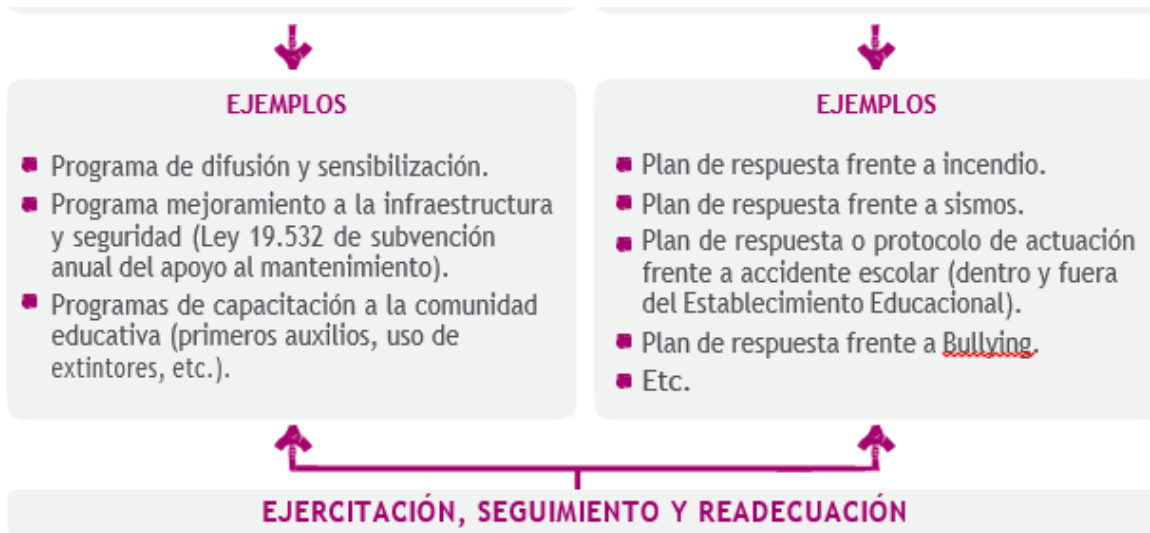 EJEMPLOS
Programa de difusión y sensibilización.
Programa mejoramiento a la infraestructura
y seguridad (Ley 19.532 de subvención
anual del apoyo al mantenimiento).
Programas de capacitación a la comunidad
educativa (primeros auxilios, uso de
extintores, etc.).
EJEMPLOS
Plan de respuesta frente a incendio.
Plan de respuesta frente a sismos.
Plan de respuesta o protocolo de actuación
frente a accidente escolar (dentro y fuera
del Establecimiento Educacional).
Plan de respuesta frente a Bullying.
Etc.
EJERCITACIÓN, SEGUIMIENTO Y READECUACIÓN